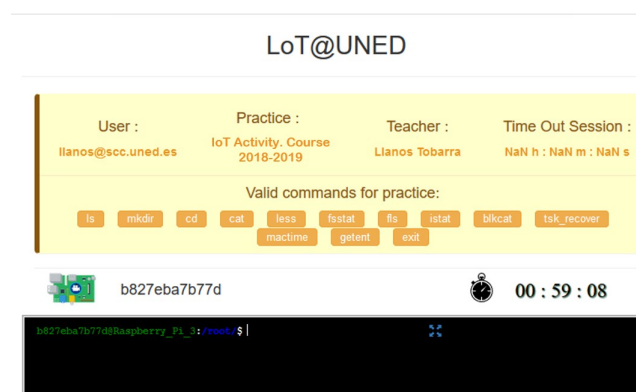 LoT@UNED
User :
llanos@scc.uned.es
Practice :
IoT Activity. Course
2018-2019
Teacher :
Llanos Tobarra
Time Out Session :
NaN h : NaN m : NaN s
Valid commands for practice:
ls mkdir cd cat less fsstat fls istat blkcat tsk_recover
mactime getent exit
b827eba7b77d
00 : 59 : 08
b827eba7b77d@Raspberry_Pi_3:/root/$